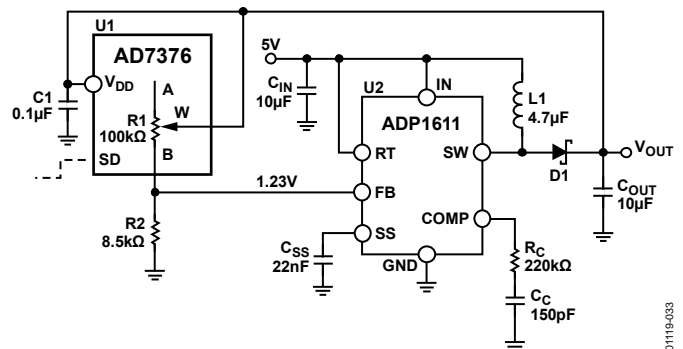 U1
AD7376
VDD
A
C1
0.1µF
R1
100kΩ
W
SD
B
R2
8.5kΩ
1.23V
5V
CIN
10µF
U2
IN
ADP1611
L1
4.7µF
RT
SW
D1
VOUT
FB
COUT
10µF
COMP
SS
CSS
22nF
GND
RC
220kΩ
CC
150pF
01119-033